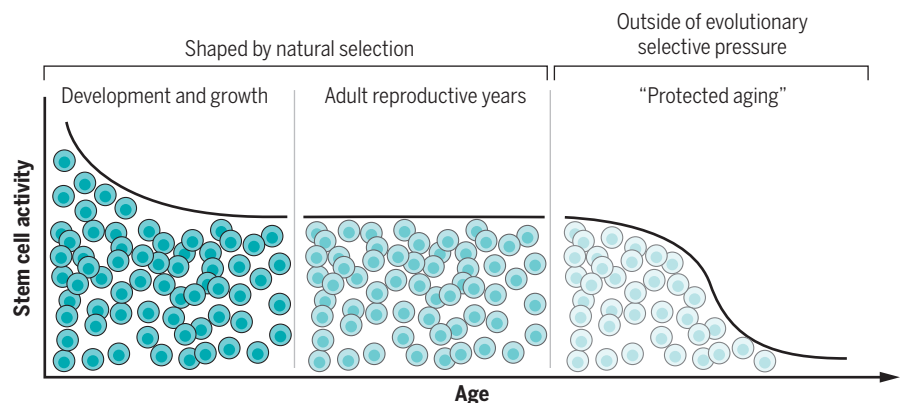 Shaped by natural selection
Outside of evolutionary
selective pressure
Development and growth
Adult reproductive years
“Protected aging”
Stem cell activity
Age